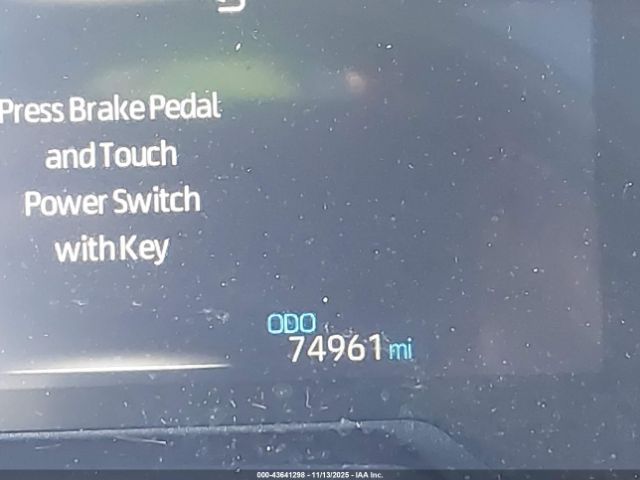 Press Brake Pedal
and Touch
Power Switch
with Key
ODO
74961 mi
000-43641298 - 11/13/2025 - IAA Inc.